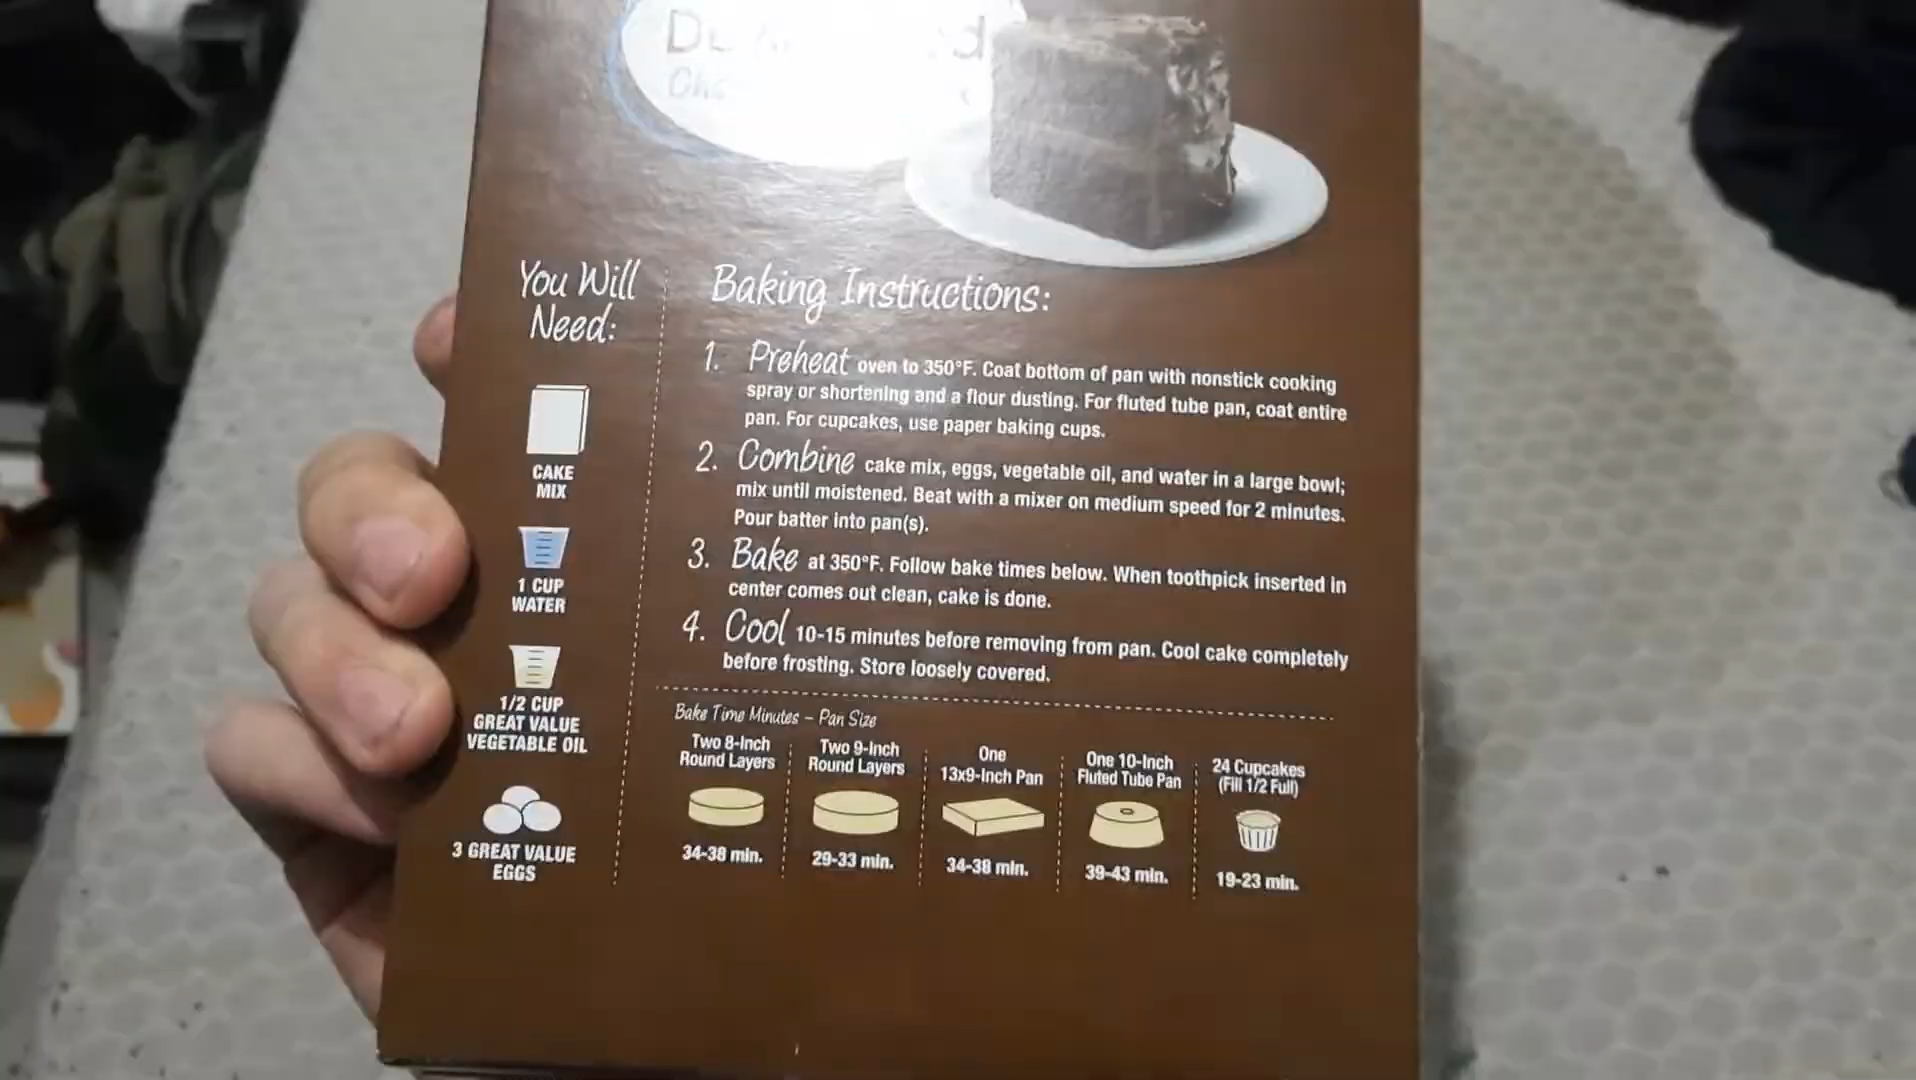 You Will
Need:
CAKE
MIX
1 CUP
WATER
1/2 CUP
GREAT VALUE
VEGETABLE OIL
3 GREAT VALUE
EGGS
Baking Instructions:
1. Preheat oven to 350°F. Coat bottom of pan with nonstick cooking
spray or shortening and a flour dusting. For fluted tube pan, coat entire
pan. For cupcakes, use paper baking cups.
2. Combine cake mix, eggs, vegetable oil, and water in a large bowl;
mix until moistened. Beat with a mixer on medium speed for 2 minutes.
Pour batter into pan(s).
3. Bake at 350°F. Follow bake times below. When toothpick inserted in
center comes out clean, cake is done.
4. Cool 10-15 minutes before removing from pan. Cool cake completely
before frosting. Store loosely covered.
Bake Time Minutes – Pan Size
Two 8-Inch
Round Layers
34-38 min.
Two 9-Inch
Round Layers
29-33 min.
One
13x9-Inch Pan
34-38 min.
One 10-Inch
Fluted Tube Pan
39-43 min.
24 Cupcakes
(Fill 1/2 Full)
19-23 min.